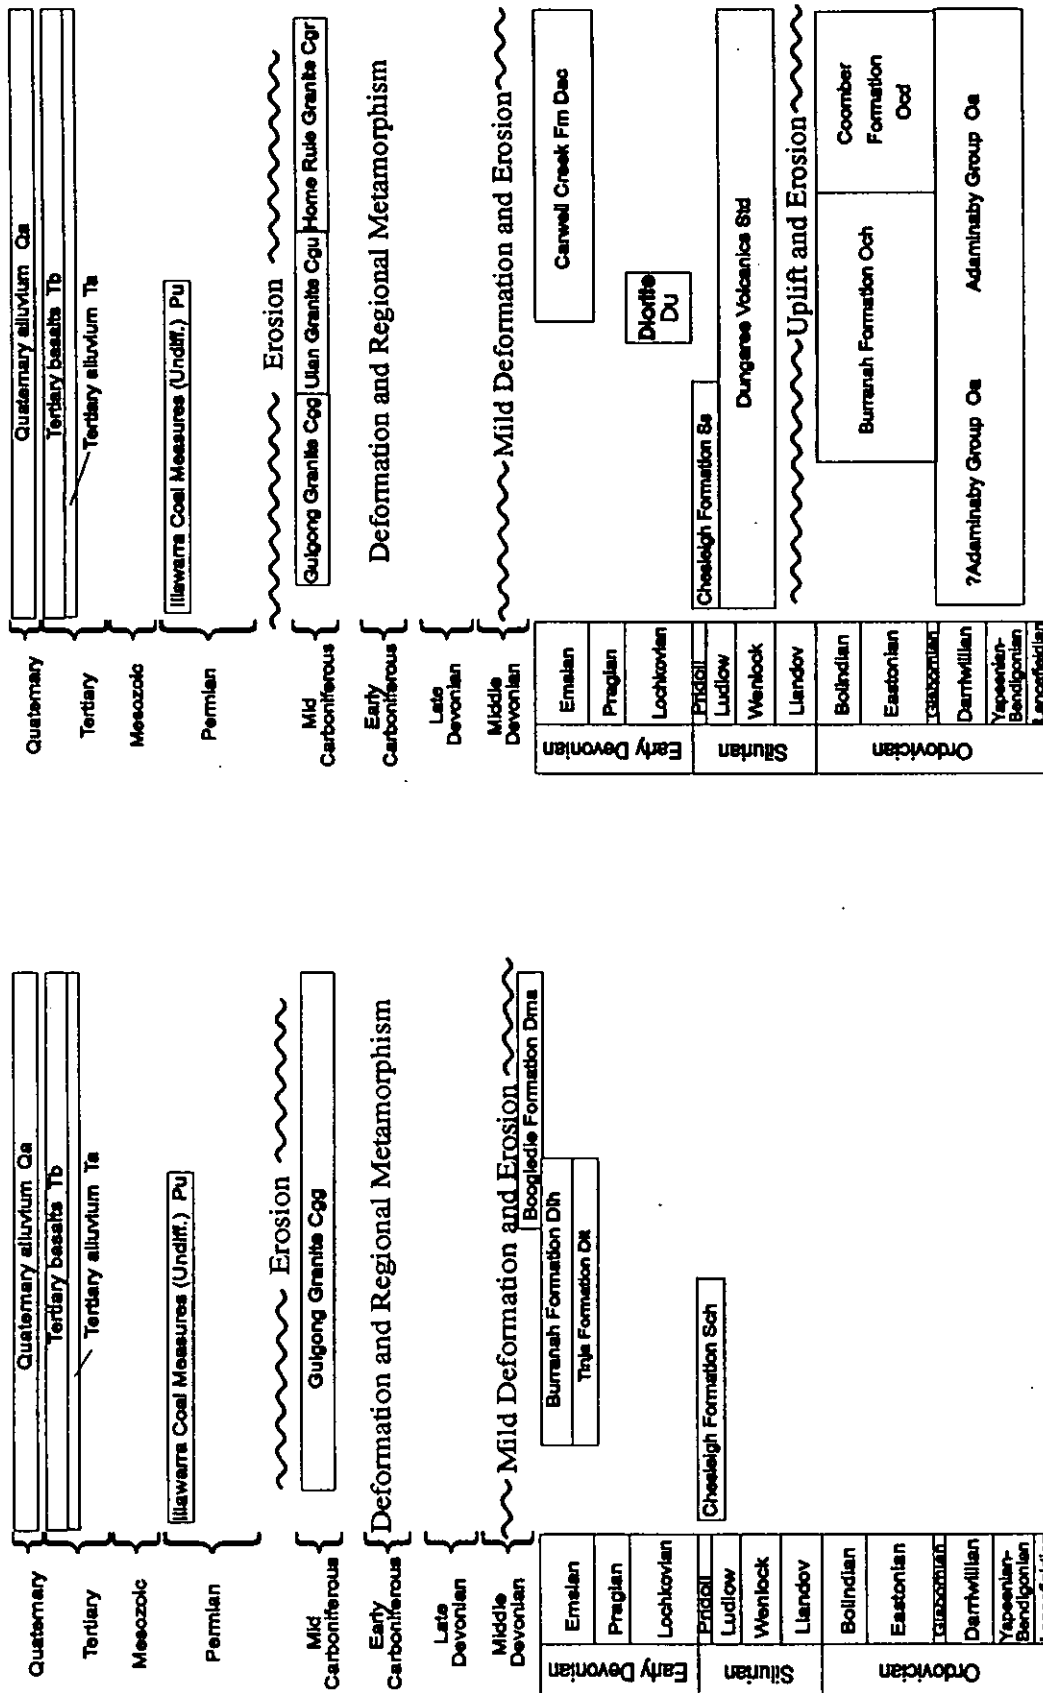 Quaternary
Tertiary
Mesozoic
Permian
Mid
Carboniferous
Early
Carboniferous
Late
Devonian
Middle
Devonian
Early Devonian
Silurian
Ordovician
Emsian
Pragian
Lochkovian
Pridoli
Ludlow
Wenlock
Llandov
Bolindian
Eastonian
Gisbornian
Darriwillian
Yapeenian-
Bendigonian
Quaternary alluvium Qa
Tertiary basalts Tb
Tertiary alluvium Ta
Illawarra Coal Measures (Undiff.) Pu
Erosion
Gulgong Granite Cgg
Deformation and Regional Metamorphism
Mild Deformation and Erosion
Boogledie Formation Dma
Burranah Formation Dlh
Tinja Formation Dlt
Chesleigh Formation Sch
Quaternary
Tertiary
Mesozoic
Permian
Mid
Carboniferous
Early
Carboniferous
Late
Devonian
Middle
Devonian
Early Devonian
Silurian
Ordovician
Emsian
Pragian
Lochkovian
Pridoli
Ludlow
Wenlock
Llandov
Bolindian
Eastonian
Gisbornian
Darriwillian
Yapeenian-
Bendigonian
Lancefieldian
Quaternary alluvium Qa
Tertiary basalts Tb
Tertiary alluvium Ta
Illawarra Coal Measures (Undiff.) Pu
Erosion
Gulgong Granite Cgg
Ulan Granite Cgu
Home Rule Granite Cgr
Deformation and Regional Metamorphism
Mild Deformation and Erosion
Carwell Creek Fm Dac
Diorite
Du
Chesleigh Formation Ss
Dungaree Volcanics Std
Uplift and Erosion
Burranah Formation Och
Coomber
Formation
Ocd
?Adaminaby Group Oa
Adaminaby Group Oa